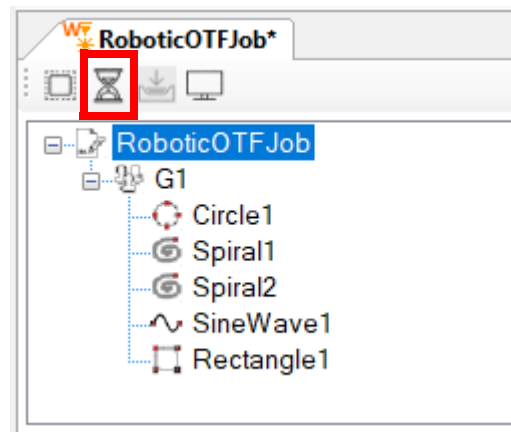 RoboticOTFJob*
RoboticOTFJob
G1
Circle1
Spiral1
Spiral2
SineWave1
Rectangle1